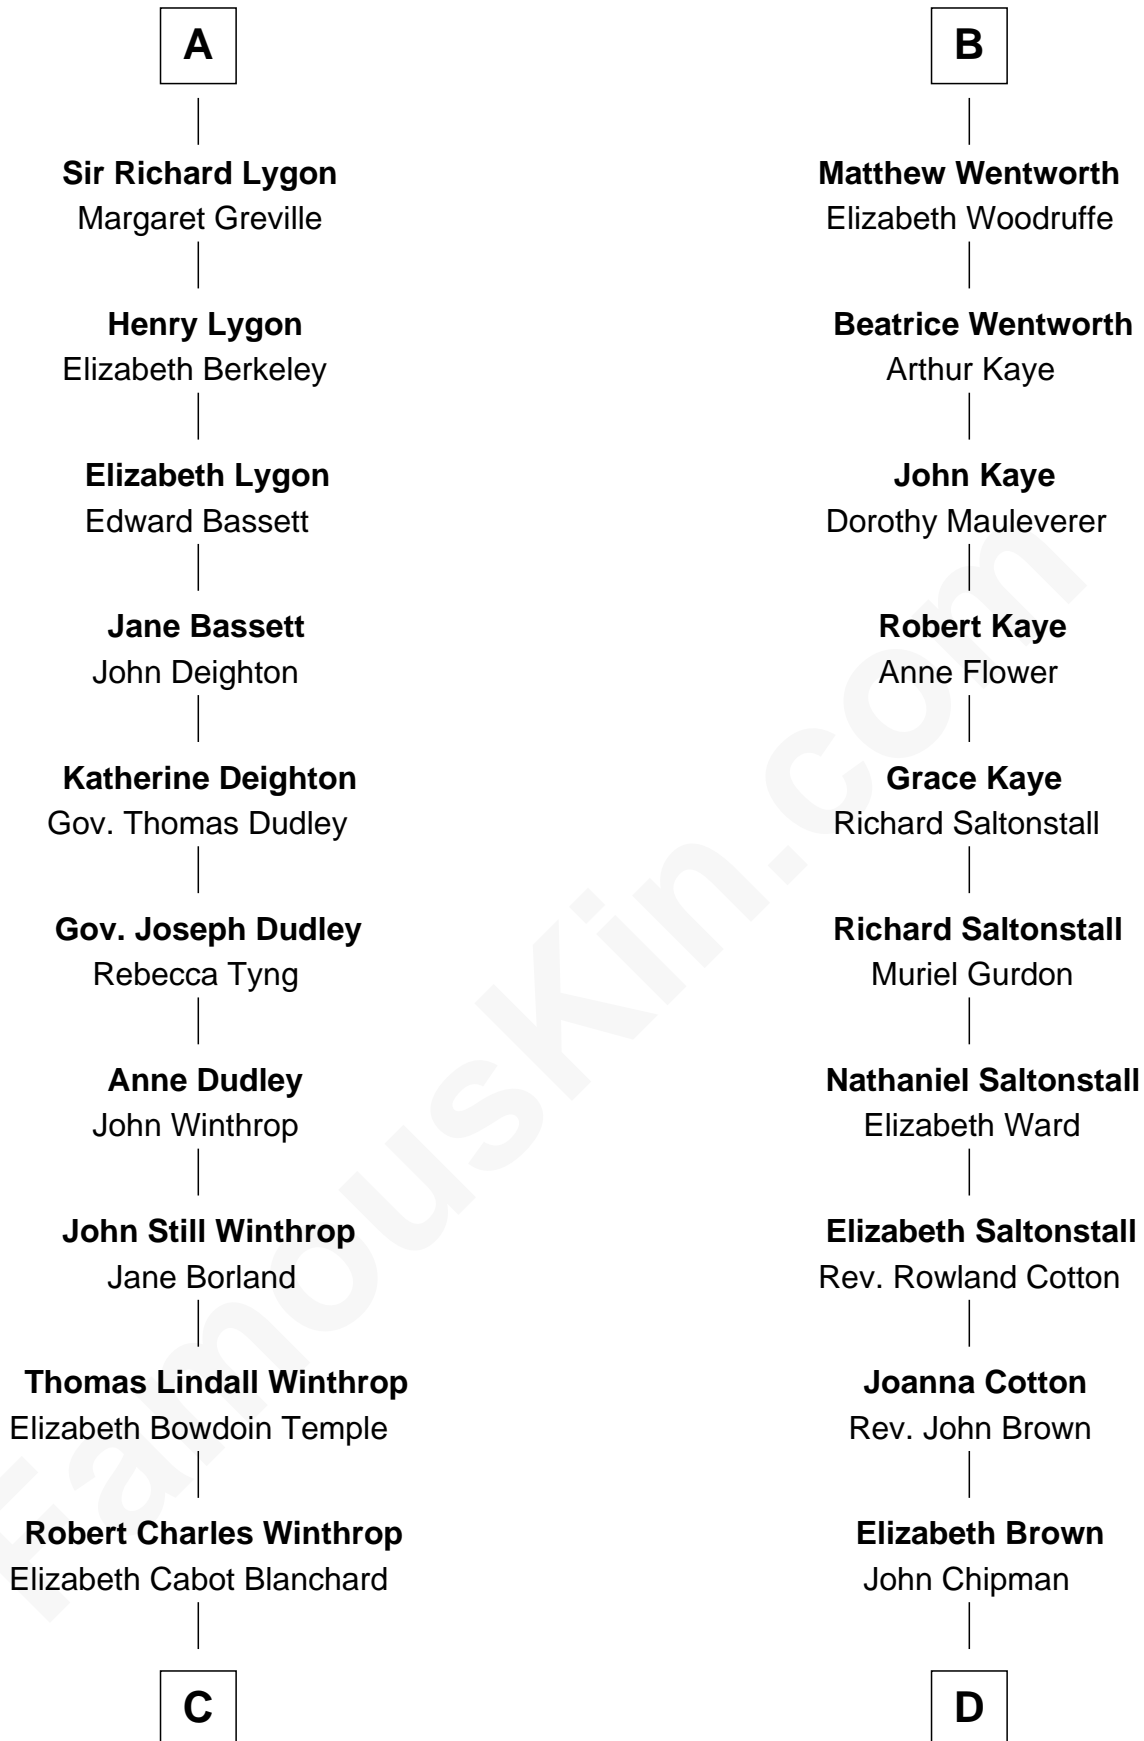 A
Sir Richard Lygon
Margaret Greville
Henry Lygon
Elizabeth Berkeley
Elizabeth Lygon
Edward Bassett
Jane Bassett
John Deighton
Katherine Deighton
Gov. Thomas Dudley
Gov. Joseph Dudley
Rebecca Tyng
Anne Dudley
John Winthrop
John Still Winthrop
Jane Borland
Thomas Lindall Winthrop
Elizabeth Bowdoin Temple
Robert Charles Winthrop
Elizabeth Cabot Blanchard
C
B
Matthew Wentworth
Elizabeth Woodruffe
Beatrice Wentworth
Arthur Kaye
John Kaye
Dorothy Mauleverer
Robert Kaye
Anne Flower
Grace Kaye
Richard Saltonstall
Richard Saltonstall
Muriel Gurdon
Nathaniel Saltonstall
Elizabeth Ward
Elizabeth Saltonstall
Rev. Rowland Cotton
Joanna Cotton
Rev. John Brown
Elizabeth Brown
John Chipman
D
FamousKin.com